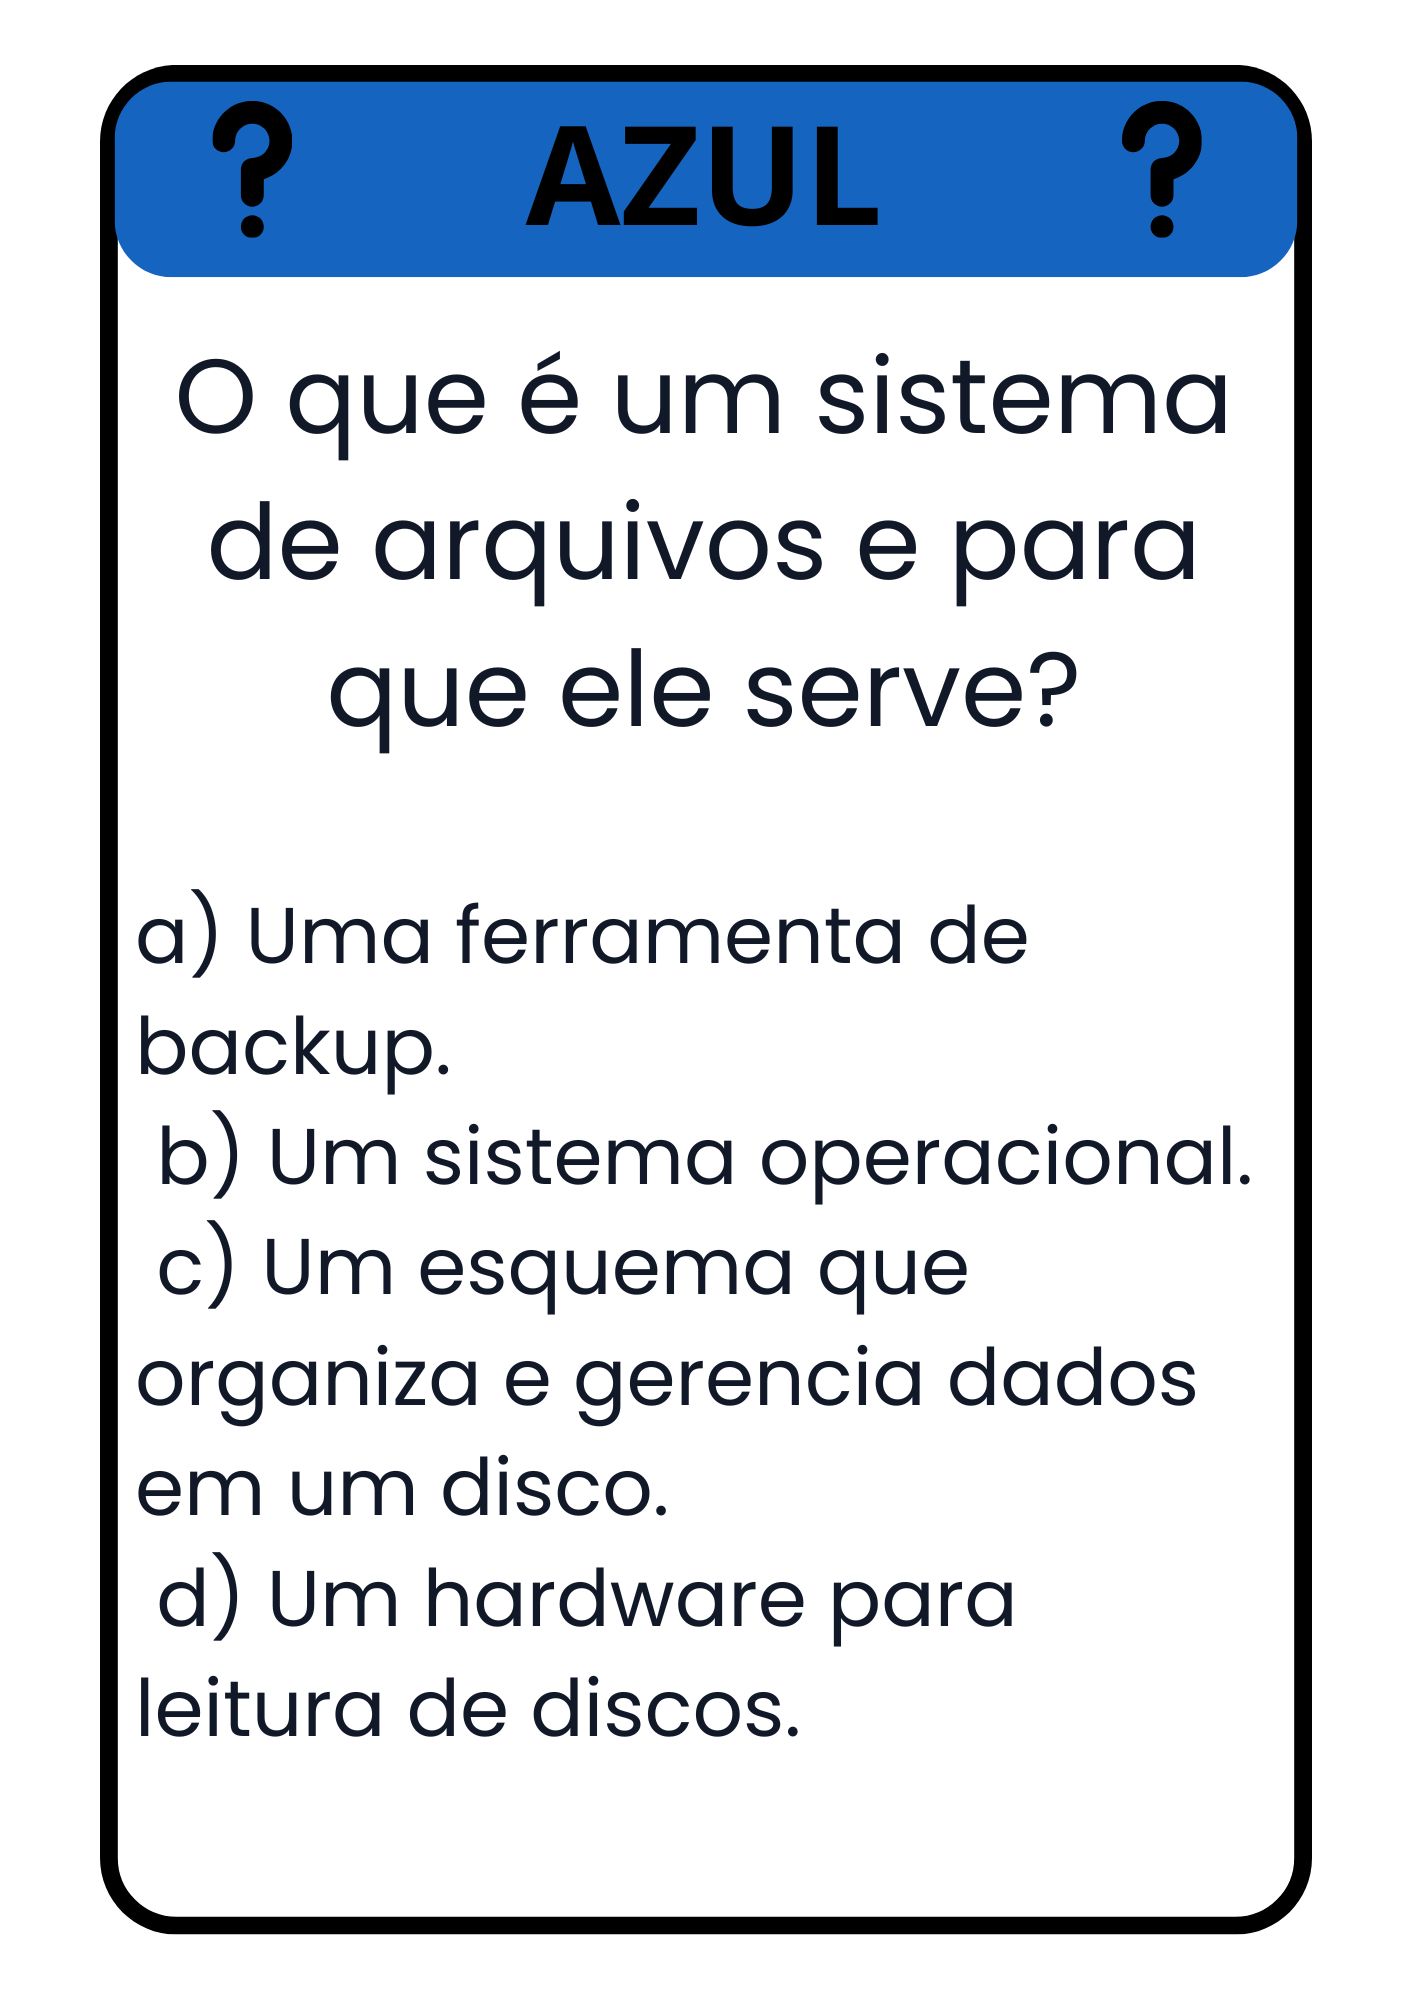 ? AZUL ?
O que é um sistema
de arquivos e para
que ele serve?
a) Uma ferramenta de
backup.
b) Um sistema operacional.
c) Um esquema que
organiza e gerencia dados
em um disco.
d) Um hardware para
leitura de discos.